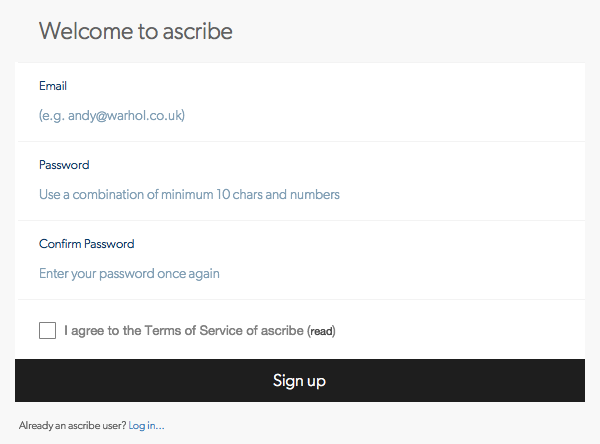 Welcome to ascribe
Email
(e.g. andy@warhol.co.uk)
Password
Use a combination of minimum 10 chars and numbers
Confirm Password
Enter your password once again
I agree to the Terms of Service of ascribe (read)
Sign up
Already an ascribe user? Log in...